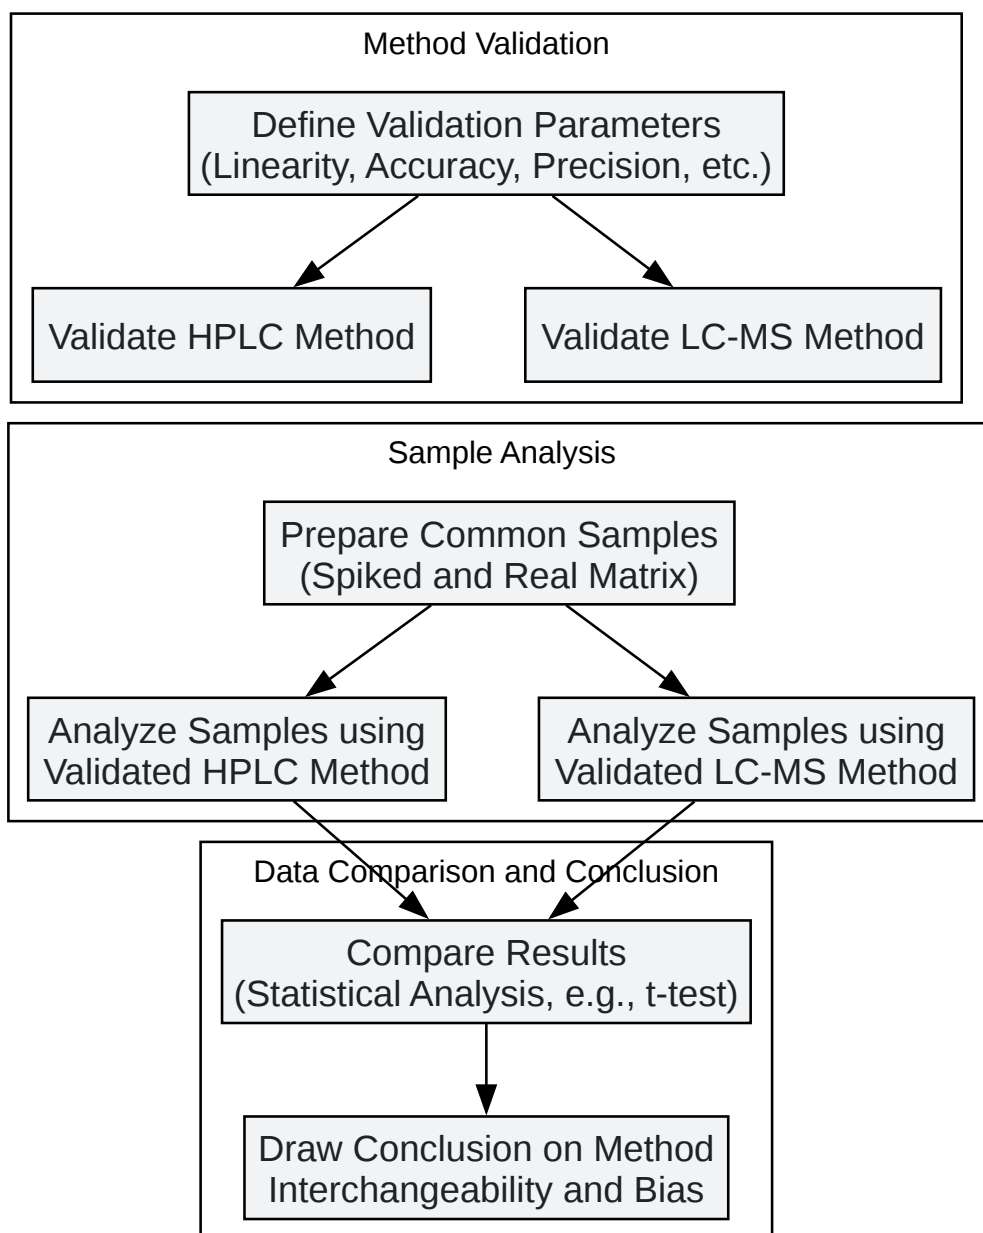 Method Validation
Define Validation Parameters
(Linearity, Accuracy, Precision, etc.)
Validate HPLC Method
Validate LC-MS Method
Sample Analysis
Prepare Common Samples
(Spiked and Real Matrix)
Analyze Samples using
Validated HPLC Method
Analyze Samples using
Validated LC-MS Method
Data Comparison and Conclusion
Compare Results
(Statistical Analysis, e.g., t-test)
Draw Conclusion on Method
Interchangeability and Bias